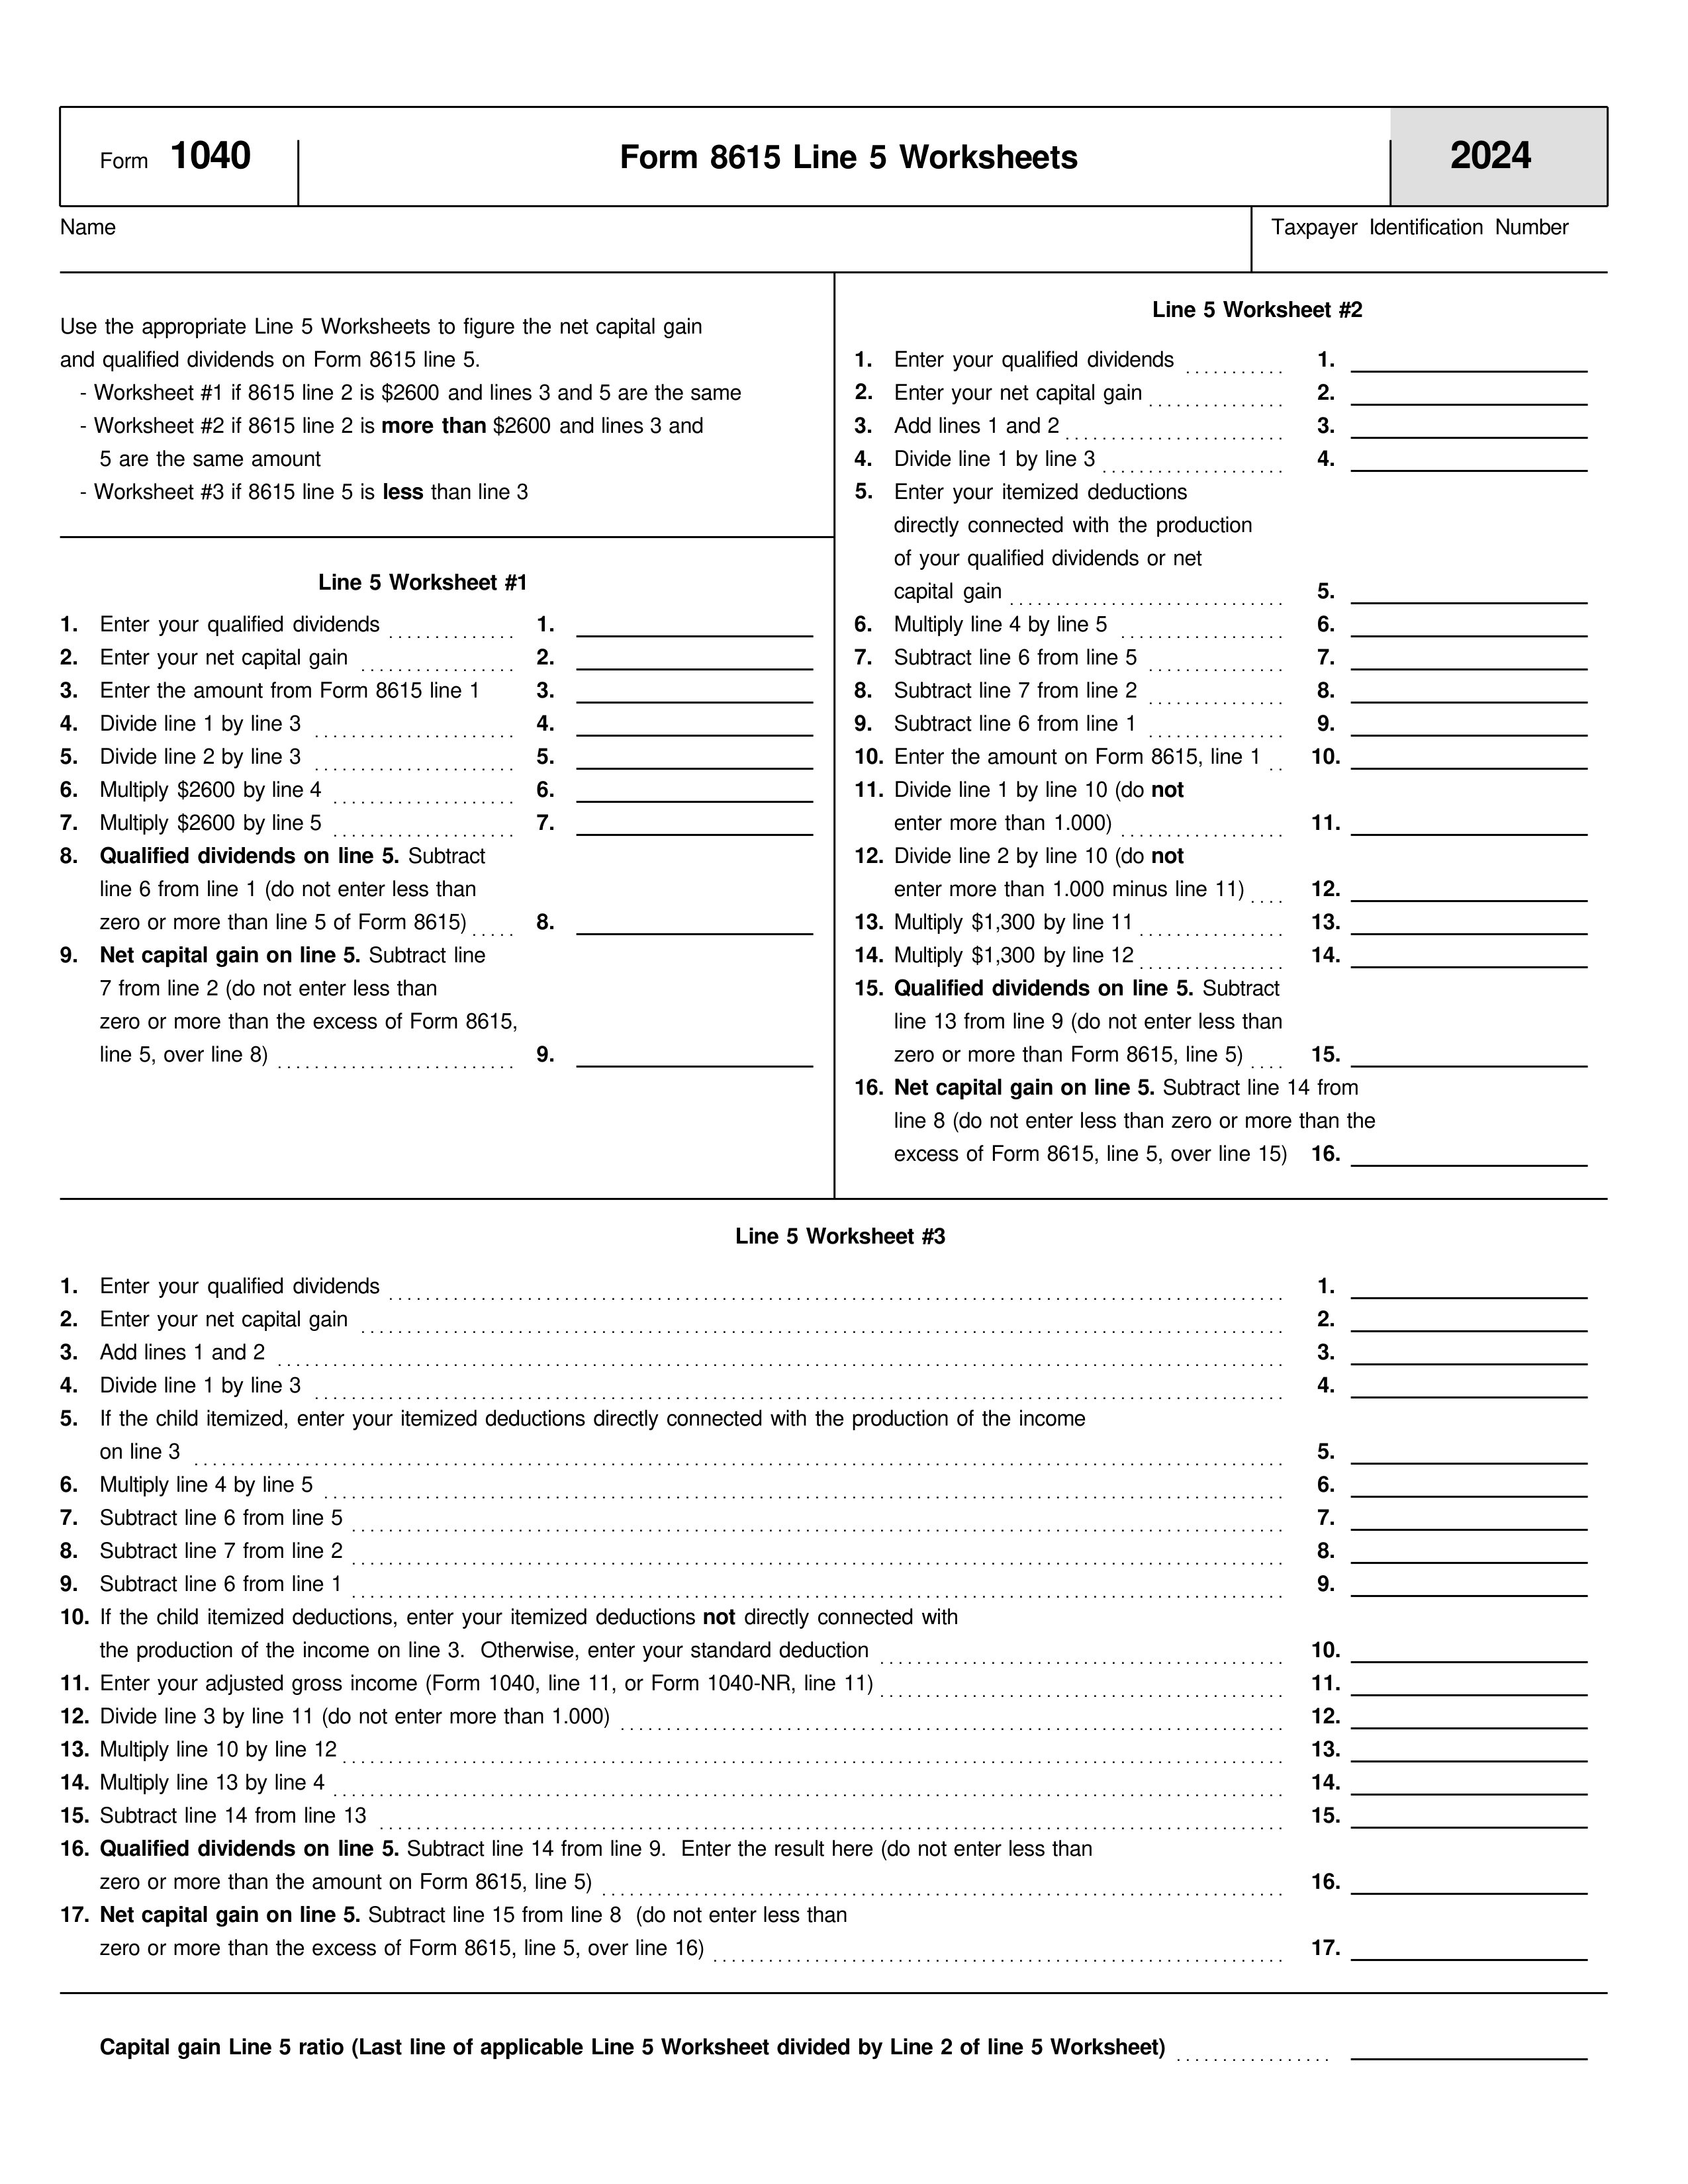 Form 1040
Form 8615 Line 5 Worksheets
2024
Name
Taxpayer Identification Number
Use the appropriate Line 5 Worksheets to figure the net capital gain
and qualified dividends on Form 8615 line 5.
- Worksheet #1 if 8615 line 2 is $2600 and lines 3 and 5 are the same
- Worksheet #2 if 8615 line 2 is more than $2600 and lines 3 and
5 are the same amount
- Worksheet #3 if 8615 line 5 is less than line 3
Line 5 Worksheet #1
1. Enter your qualified dividends 1.
2. Enter your net capital gain 2.
3. Enter the amount from Form 8615 line 1 3.
4. Divide line 1 by line 3 4.
5. Divide line 2 by line 3 5.
6. Multiply $2600 by line 4 6.
7. Multiply $2600 by line 5 7.
8. Qualified dividends on line 5. Subtract
line 6 from line 1 (do not enter less than
zero or more than line 5 of Form 8615) 8.
9. Net capital gain on line 5. Subtract line
7 from line 2 (do not enter less than
zero or more than the excess of Form 8615,
line 5, over line 8) 9.
Line 5 Worksheet #2
1. Enter your qualified dividends 1.
2. Enter your net capital gain 2.
3. Add lines 1 and 2 3.
4. Divide line 1 by line 3 4.
5. Enter your itemized deductions
directly connected with the production
of your qualified dividends or net
capital gain 5.
6. Multiply line 4 by line 5 6.
7. Subtract line 6 from line 5 7.
8. Subtract line 7 from line 2 8.
9. Subtract line 6 from line 1 9.
10. Enter the amount on Form 8615, line 1 10.
11. Divide line 1 by line 10 (do not
enter more than 1.000) 11.
12. Divide line 2 by line 10 (do not
enter more than 1.000 minus line 11) 12.
13. Multiply $1,300 by line 11 13.
14. Multiply $1,300 by line 12 14.
15. Qualified dividends on line 5. Subtract
line 13 from line 9 (do not enter less than
zero or more than Form 8615, line 5) 15.
16. Net capital gain on line 5. Subtract line 14 from
line 8 (do not enter less than zero or more than the
excess of Form 8615, line 5, over line 15) 16.
Line 5 Worksheet #3
1. Enter your qualified dividends 1.
2. Enter your net capital gain 2.
3. Add lines 1 and 2 3.
4. Divide line 1 by line 3 4.
5. If the child itemized, enter your itemized deductions directly connected with the production of the income
on line 3 5.
6. Multiply line 4 by line 5 6.
7. Subtract line 6 from line 5 7.
8. Subtract line 7 from line 2 8.
9. Subtract line 6 from line 1 9.
10. If the child itemized deductions, enter your itemized deductions not directly connected with
the production of the income on line 3. Otherwise, enter your standard deduction 10.
11. Enter your adjusted gross income (Form 1040, line 11, or Form 1040-NR, line 11) 11.
12. Divide line 3 by line 11 (do not enter more than 1.000) 12.
13. Multiply line 10 by line 12 13.
14. Multiply line 13 by line 4 14.
15. Subtract line 14 from line 13 15.
16. Qualified dividends on line 5. Subtract line 14 from line 9. Enter the result here (do not enter less than
zero or more than the amount on Form 8615, line 5) 16.
17. Net capital gain on line 5. Subtract line 15 from line 8 (do not enter less than
zero or more than the excess of Form 8615, line 5, over line 16) 17.
Capital gain Line 5 ratio (Last line of applicable Line 5 Worksheet divided by Line 2 of line 5 Worksheet)